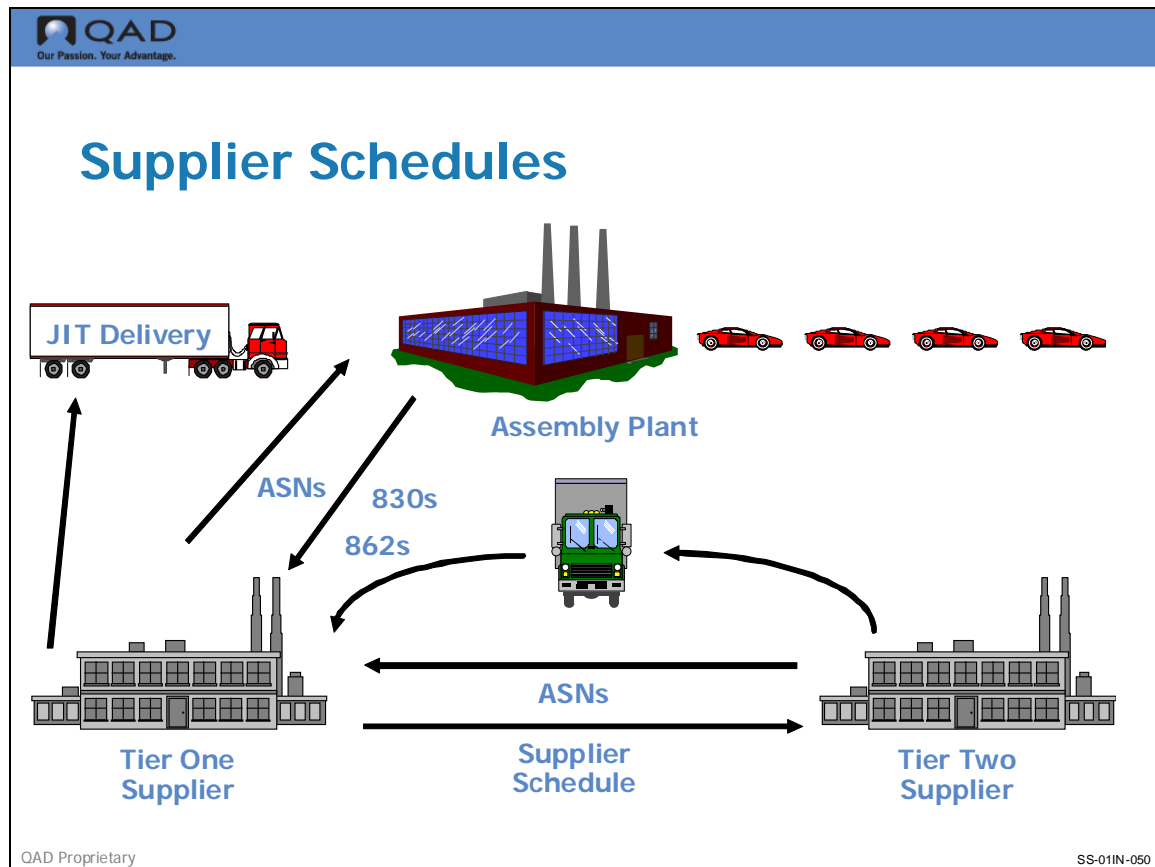 QAD
Our Passion. Your Advantage.
Supplier Schedules
JIT Delivery
Assembly Plant
ASNs
830s
862s
ASNs
Tier One
Supplier
Supplier
Schedule
Tier Two
Supplier
QAD Proprietary
SS-01IN-050